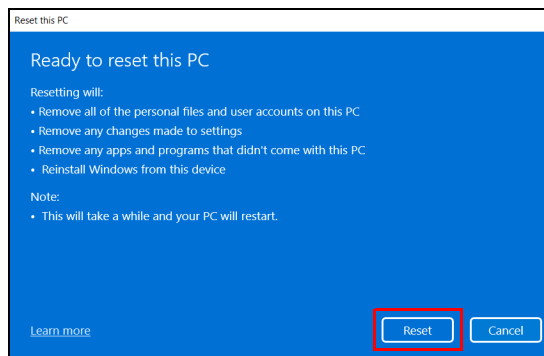 Reset this PC
Ready to reset this PC
Resetting will:
• Remove all of the personal files and user accounts on this PC
• Remove any changes made to settings
• Remove any apps and programs that didn't come with this PC
• Reinstall Windows from this device
Note:
• This will take a while and your PC will restart.
Learn more
Reset
Cancel